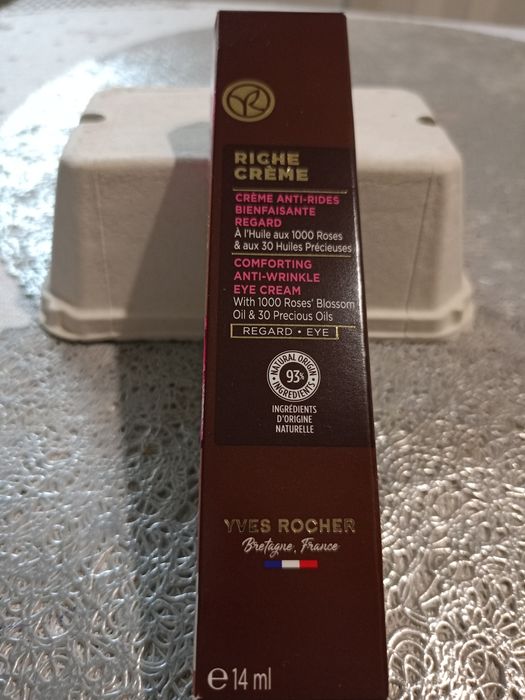 YR
RICHE
CRÈME
CRÈME ANTI-RIDES
BIENFAISANTE
REGARD
À l'Huile aux 1000 Roses
& aux 30 Huiles Précieuses
COMFORTING
ANTI-WRINKLE
EYE CREAM
With 1000 Roses' Blossom
Oil & 30 Precious Oils
REGARD • EYE
NATURAL ORIGIN
93%
INGREDIENTS
INGRÉDIENTS
D'ORIGINE
NATURELLE
YVES ROCHER
Bretagne, France
℮14 ml